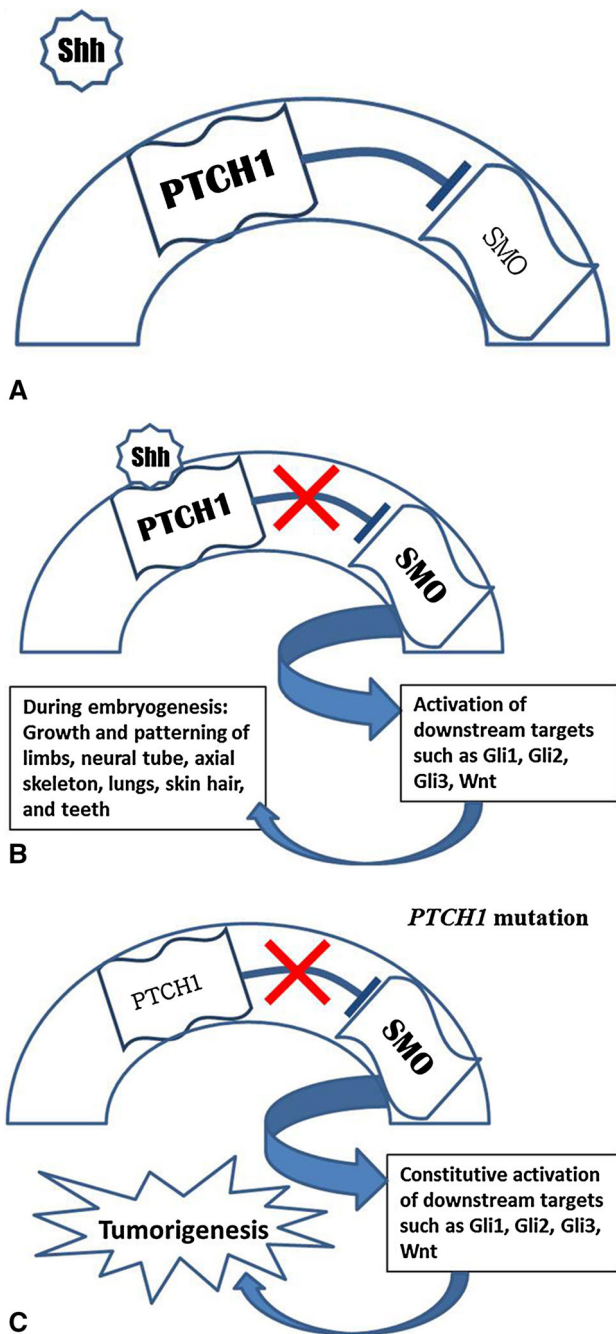 Shh
PTCH1
SMO
A
Shh
PTCH1
SMO
During embryogenesis:
Growth and patterning of
limbs, neural tube, axial
skeleton, lungs, skin hair,
and teeth
Activation of
downstream targets
such as Gli1, Gli2,
Gli3, Wnt
B
PTCH1 mutation
PTCH1
SMO
Tumorigenesis
Constitutive activation
of downstream targets
such as Gli1, Gli2, Gli3,
Wnt
C